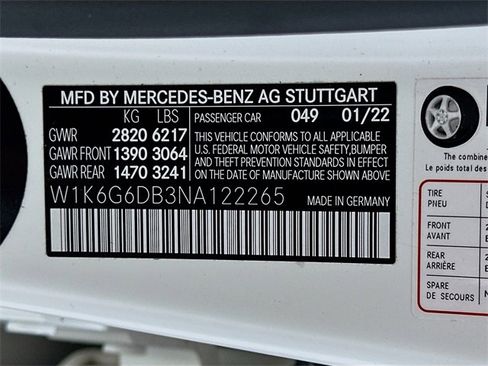 MFD BY MERCEDES-BENZ AG STUTTGART
KG LBS PASSENGER CAR 049 01/22
GVWR 2820 6217
GAWR FRONT 1390 3064
GAWR REAR 1470 3241
THIS VEHICLE CONFORMS TO ALL APPLICABLE
U.S. FEDERAL MOTOR VEHICLE SAFETY,BUMPER
AND THEFT PREVENTION STANDARDS IN EFFECT
ON THE DATE OF MANUFACTURE SHOWN ABOVE
W1K6G6DB3NA122265 MADE IN GERMANY
The combine
Le poids total des
TIRE
PNEU
FRONT
AVANT
REAR
ARRIÈRE
SPARE
DE SECOURS